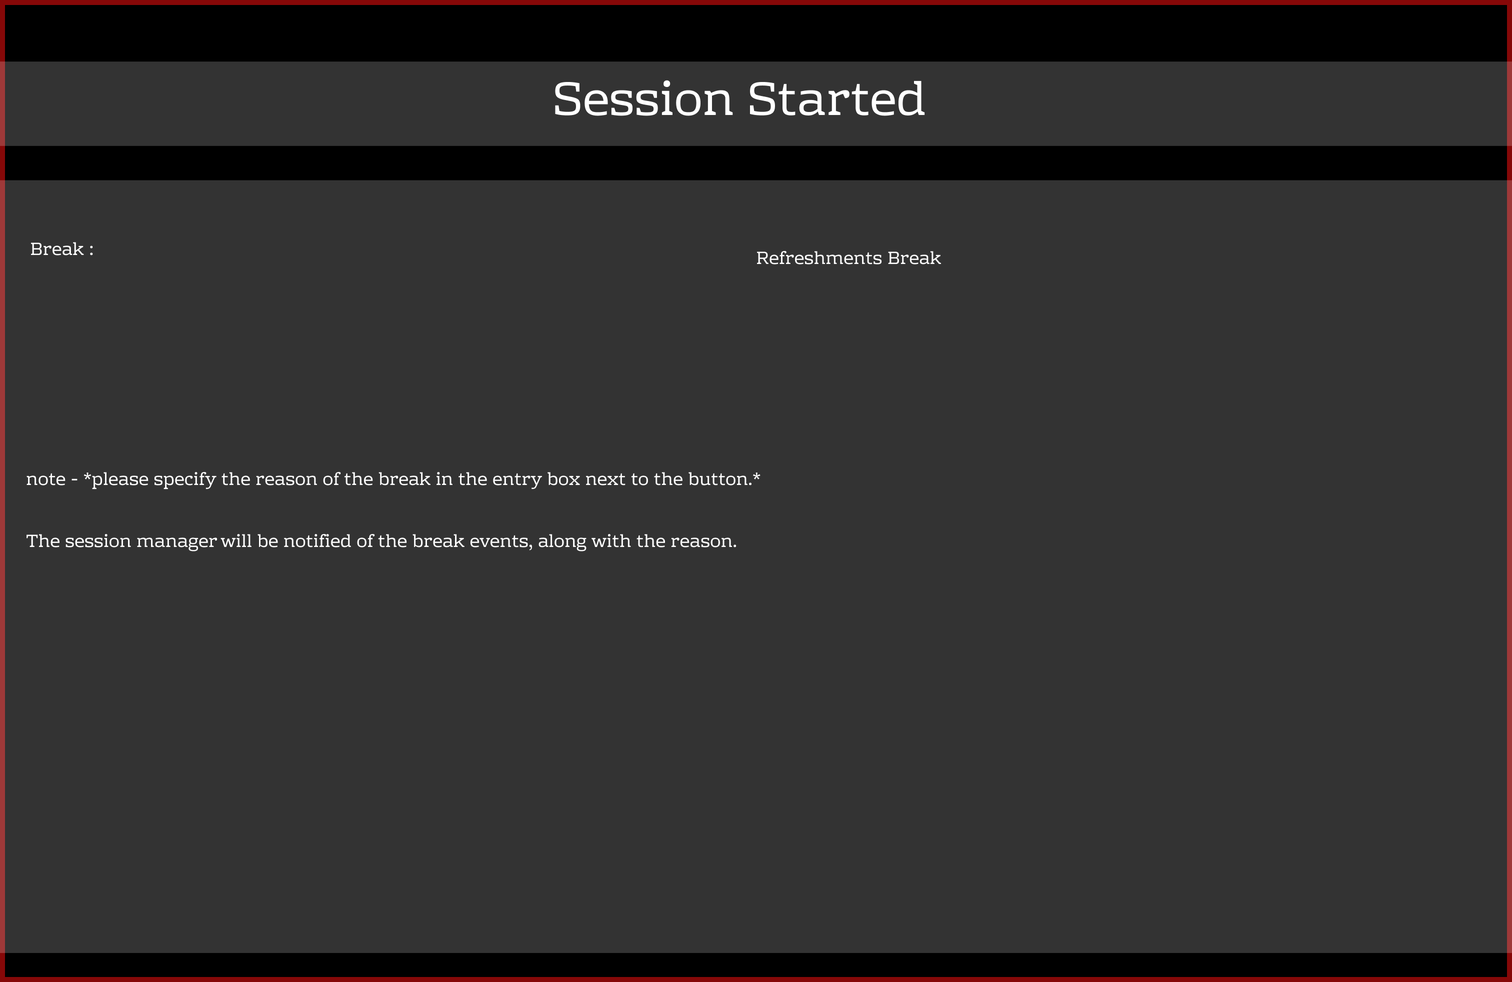 Session Started
Break :
Refreshments Break
note - *please specify the reason of the break in the entry box next to the button.*
The session manager will be notified of the break events, along with the reason.